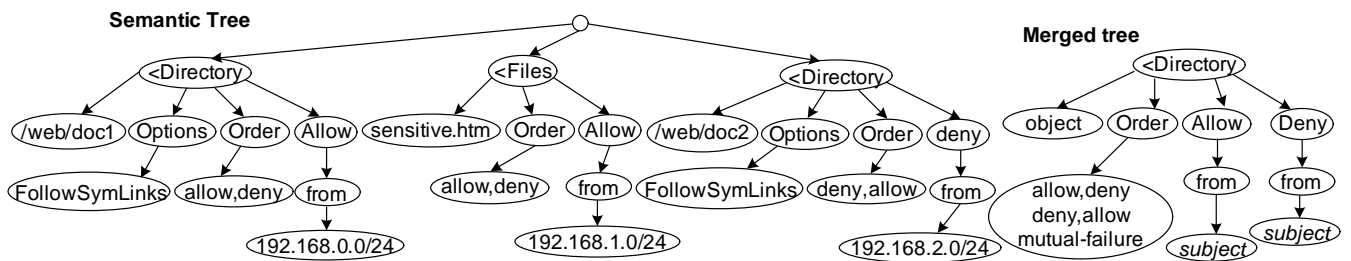 Semantic Tree
Merged tree
<Directory
<Files
<Directory
<Directory
/web/doc1
Options
Order
Allow
sensitive.htm
Order
Allow
/web/doc2
Options
Order
deny
object
Order
Allow
Deny
FollowSymLinks
allow,deny
from
allow,deny
from
FollowSymLinks
deny,allow
from
allow,deny
deny,allow
mutual-failure
from
from
192.168.0.0/24
192.168.1.0/24
192.168.2.0/24
subject
subject